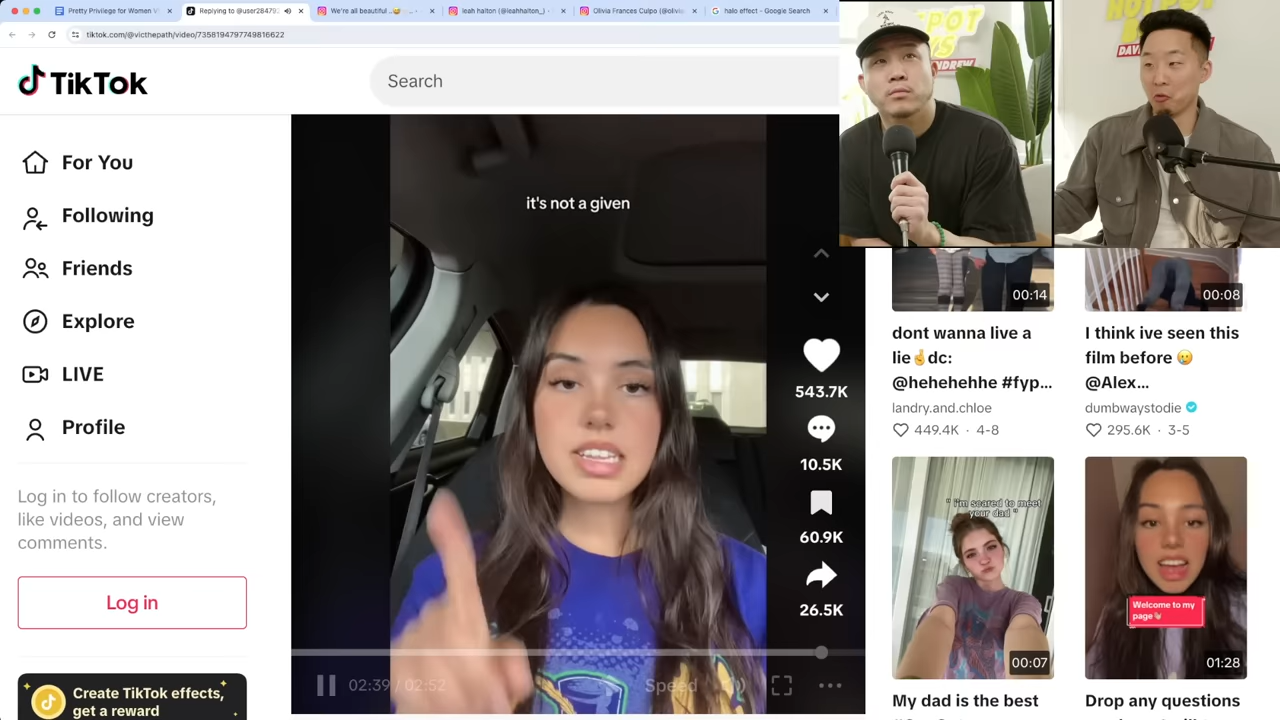 Pretty Privilege for Women V
Replying to @user28479
We're all beautiful ..
leah halton (@leahhalton_) ·
Olivia Frances Culpo (@olivia
halo effect - Google Search
tiktok.com/@victhepath/video/7358194797749816622
TikTok
Search
For You
Following
Friends
Explore
LIVE
Profile
Log in to follow creators,
like videos, and view
comments.
Log in
Create TikTok effects,
get a reward
it's not a given
543.7K
10.5K
60.9K
26.5K
02:39 / 02:52
Speed
HOTPOT
DAVI
NDREW
00:14
00:08
dont wanna live a
lie🤞dc:
@hehehehhe #fyp...
landry.and.chloe
449.4K · 4-8
I think ive seen this
film before 🥲
@Alex...
dumbwaystodie
295.6K · 3-5
" I'm scared to meet
your dad "
00:07
Welcome to my
page
01:28
My dad is the best
Drop any questions